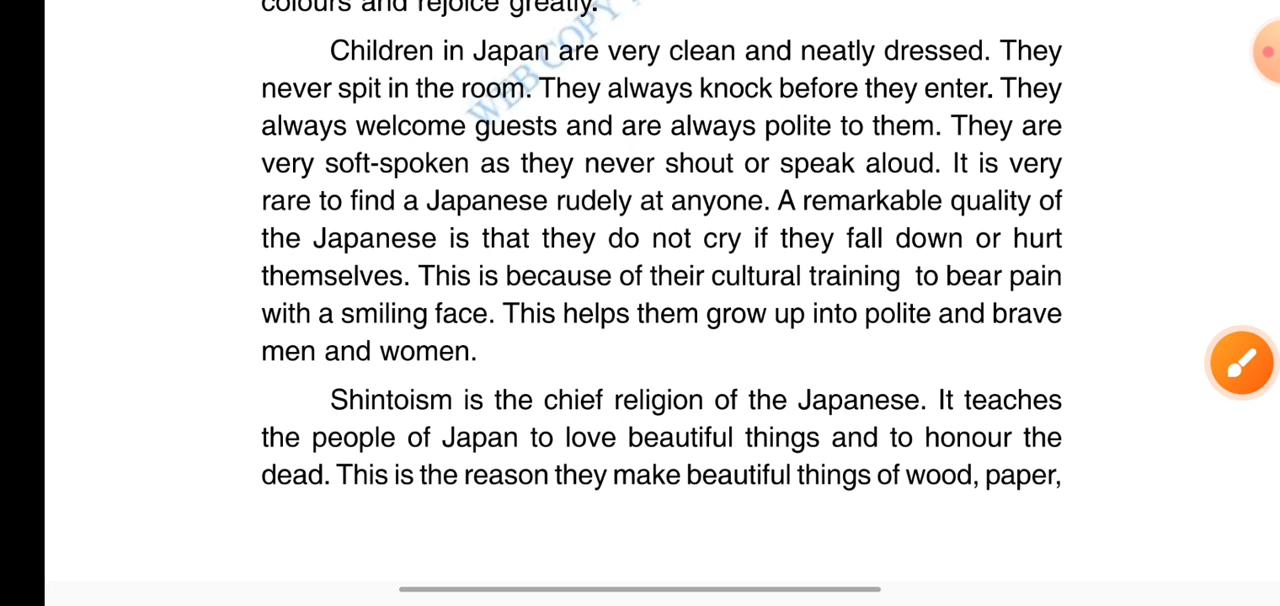 colours and rejoice greatly.
Children in Japan are very clean and neatly dressed. They
never spit in the room. They always knock before they enter. They
always welcome guests and are always polite to them. They are
very soft-spoken as they never shout or speak aloud. It is very
rare to find a Japanese rudely at anyone. A remarkable quality of
the Japanese is that they do not cry if they fall down or hurt
themselves. This is because of their cultural training to bear pain
with a smiling face. This helps them grow up into polite and brave
men and women.
Shintoism is the chief religion of the Japanese. It teaches
the people of Japan to love beautiful things and to honour the
dead. This is the reason they make beautiful things of wood, paper,
WEB COPY